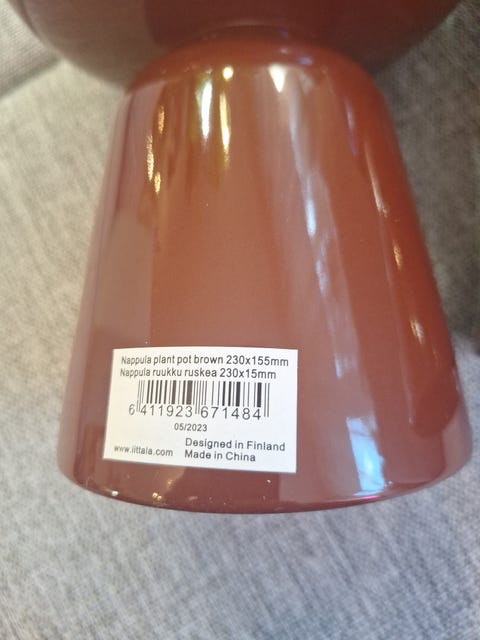 Nappula plant pot brown 230x155mm
Nappula ruukku ruskea 230x15mm
6 411923 671484
05/2023
Designed in Finland
www.iittala.com Made in China